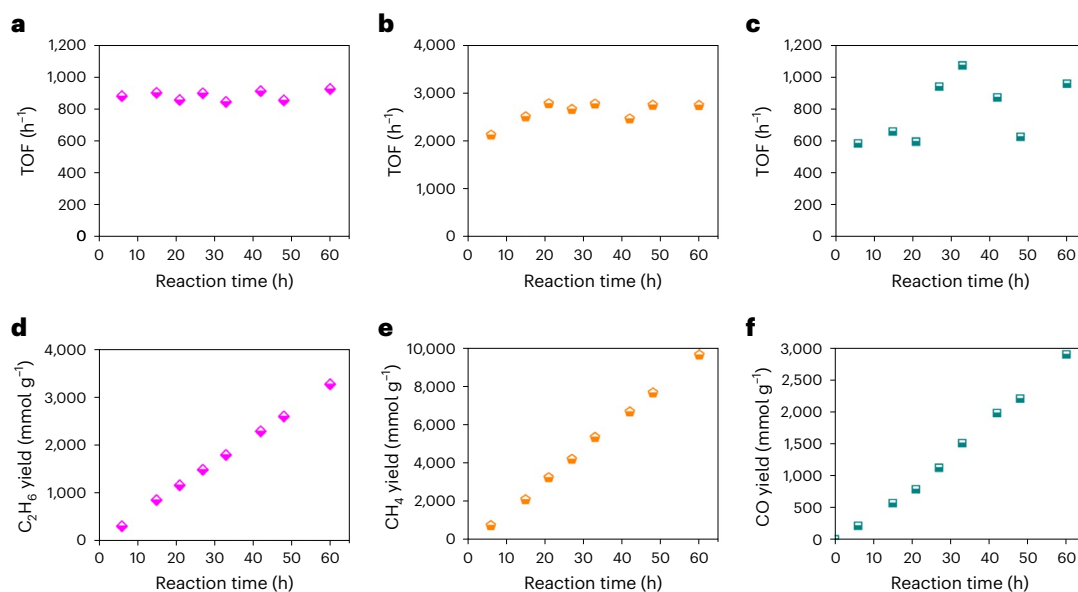 a
TOF (h⁻¹)
1,200
1,000
800
600
400
200
0
0 10 20 30 40 50 60
Reaction time (h)
b
TOF (h⁻¹)
4,000
3,000
2,000
1,000
0
0 10 20 30 40 50 60
Reaction time (h)
c
TOF (h⁻¹)
1,200
1,000
800
600
400
200
0
0 10 20 30 40 50 60
Reaction time (h)
d
C₂H₆ yield (mmol g⁻¹)
4,000
3,000
2,000
1,000
0
0 10 20 30 40 50 60
Reaction time (h)
e
CH₄ yield (mmol g⁻¹)
10,000
8,000
6,000
4,000
2,000
0
0 10 20 30 40 50 60
Reaction time (h)
f
CO yield (mmol g⁻¹)
3,000
2,500
2,000
1,500
1,000
500
0
0 10 20 30 40 50 60
Reaction time (h)